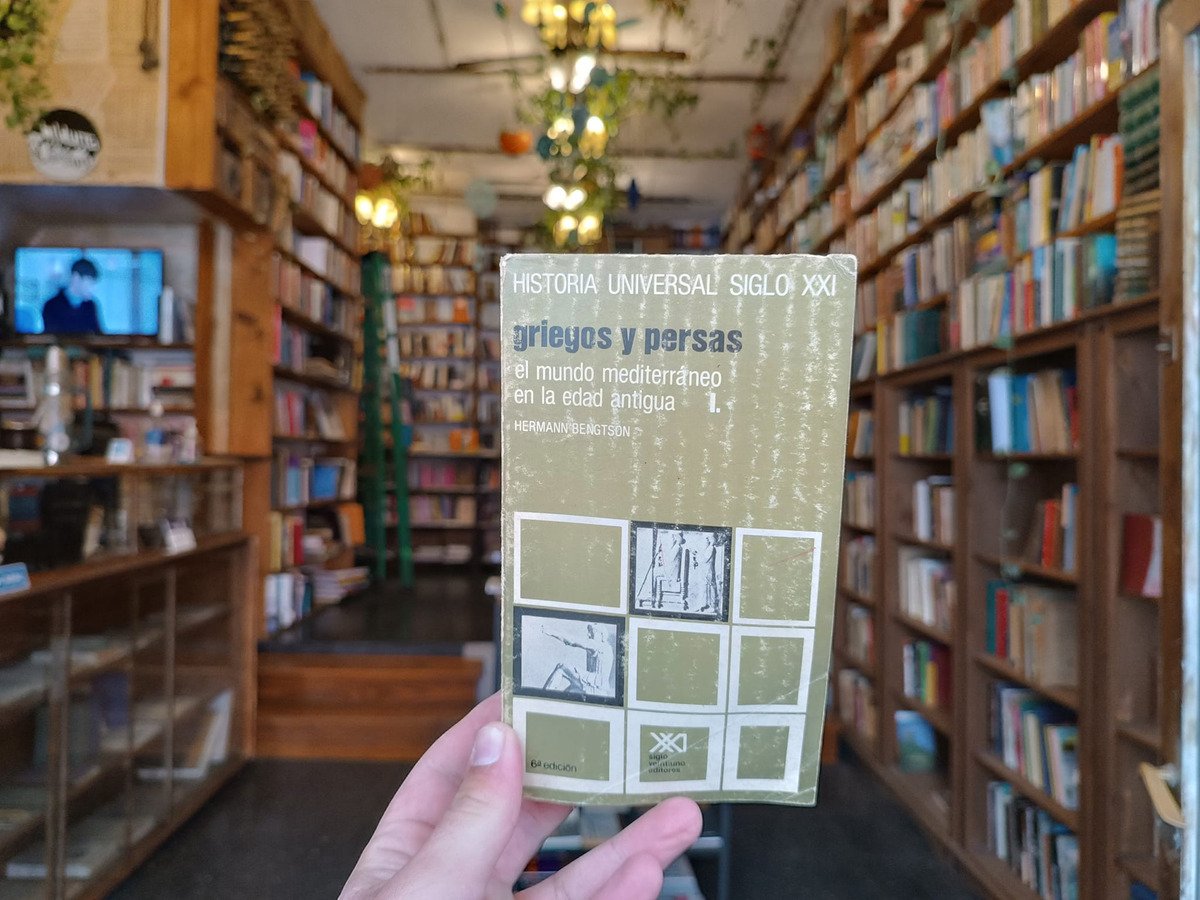 HISTORIA UNIVERSAL SIGLO XXI
griegos y persas
el mundo mediterráneo
en la edad antigua I.
HERMANN BENGTSON
6ª edición
siglo
veintiuno
editores